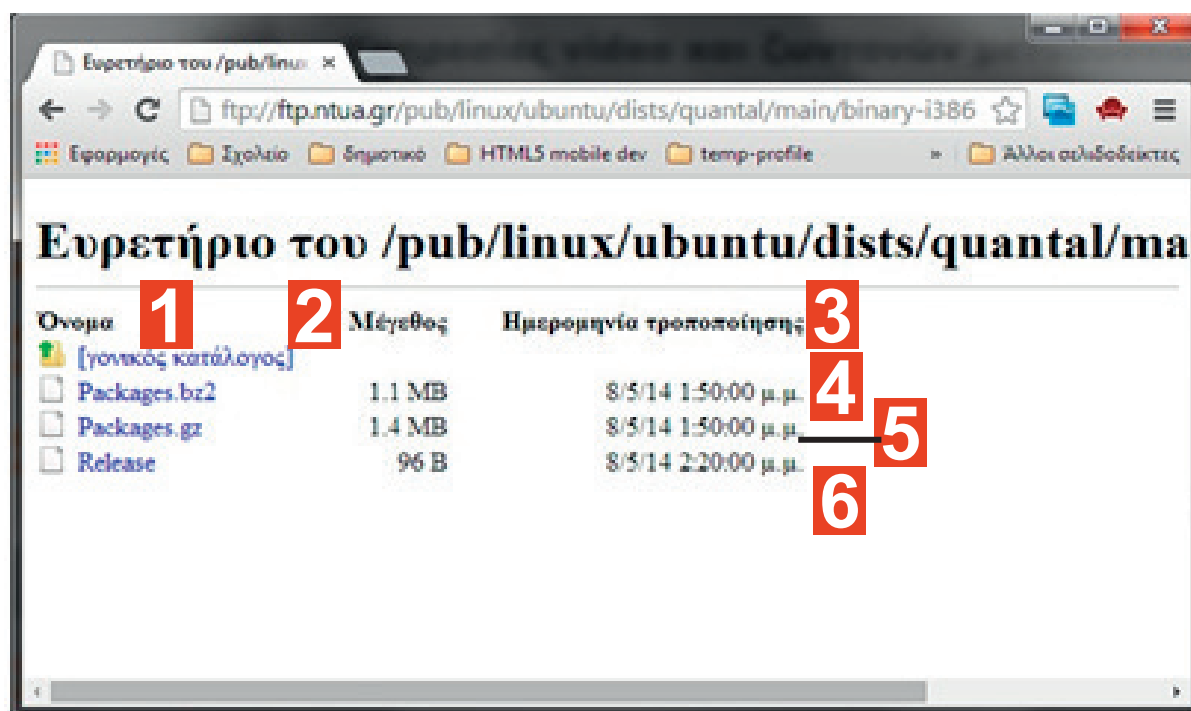 Ευρετήριο του /pub/linu ×
ftp://ftp.ntua.gr/pub/linux/ubuntu/dists/quantal/main/binary-i386
Εφαρμογές Σχολείο δημοτικό HTML5 mobile dev temp-profile » Άλλοι σελιδοδείκτες
Ευρετήριο του /pub/linux/ubuntu/dists/quantal/ma
Όνομα 1 2 Μέγεθος Ημερομηνία τροποποίησης 3
[γονικός κατάλογος]
Packages.bz2 1.1 MB 8/5/14 1:50:00 μ.μ. 4
Packages.gz 1.4 MB 8/5/14 1:50:00 μ.μ. 5
Release 96 B 8/5/14 2:20:00 μ.μ.
6